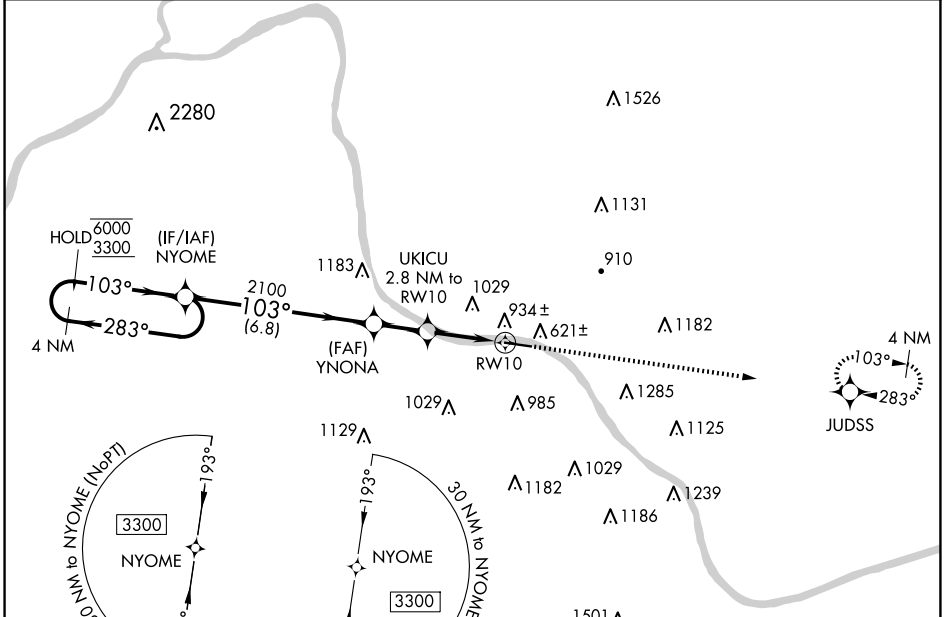 1526
2280
1131
HOLD 6000
3300
(IF/IAF)
NYOME
910
1183
UKICU
2.8 NM to
RW10
103°
2100
103°
(6.8)
1029
934±
621±
1182
283°
4 NM
(FAF)
YNONA
RW10
4 NM
103°
283°
JUDSS
1285
1029
985
1125
1129
1029
1182
1239
1186
30 NM to NYOME (NoPT)
193°
3300
NYOME
193°
30 NM to NYOME
NYOME
3300
1501